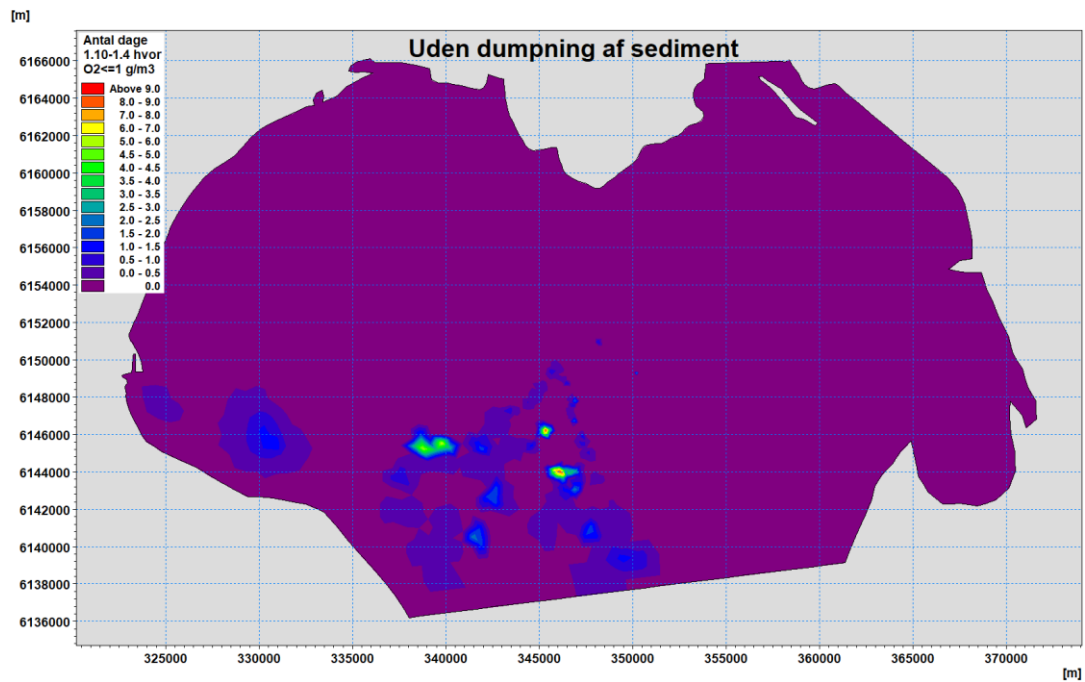 [m]
Uden dumpning af sediment
Antal dage
1.10-1.4 hvor
O2<=1 g/m3
Above 9.0
8.0 - 9.0
7.0 - 8.0
6.0 - 7.0
5.0 - 6.0
4.5 - 5.0
4.0 - 4.5
3.5 - 4.0
3.0 - 3.5
2.5 - 3.0
2.0 - 2.5
1.5 - 2.0
1.0 - 1.5
0.5 - 1.0
0.0 - 0.5
0.0
6166000
6164000
6162000
6160000
6158000
6156000
6154000
6152000
6150000
6148000
6146000
6144000
6142000
6140000
6138000
6136000
325000 330000 335000 340000 345000 350000 355000 360000 365000 370000
[m]